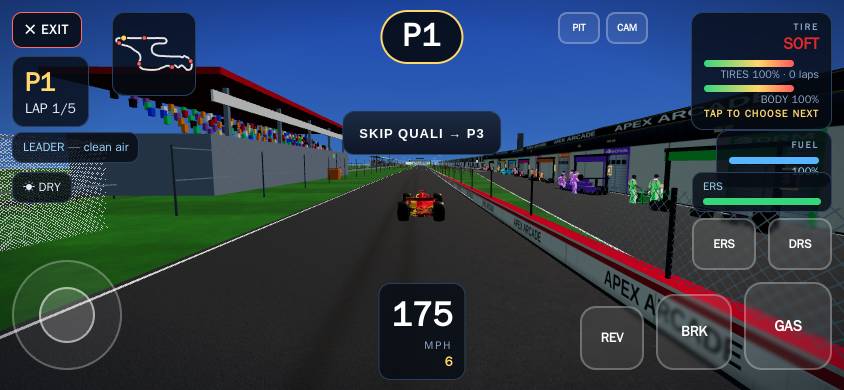 ✕ EXIT
P1
LAP 1/5
LEADER — clean air
☀ DRY
P1
PIT
CAM
TIRE
SOFT
TIRES 100% · 0 laps
BODY 100%
TAP TO CHOOSE NEXT
FUEL
100%
ERS
SKIP QUALI → P3
APEX ARCADE
APEX ARC
APEX ARCADE
APEX ARCADE
ERS
DRS
175
MPH
6
REV
BRK
GAS